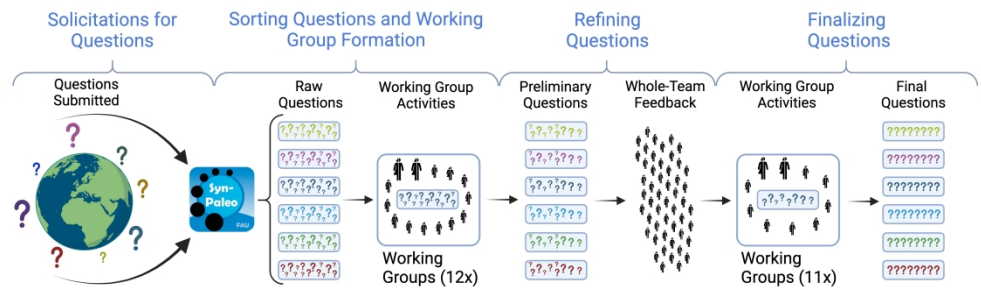 Solicitations for
Questions
Sorting Questions and Working
Group Formation
Refining
Questions
Finalizing
Questions
Questions
Submitted
Raw
Questions
Working Group
Activities
Preliminary
Questions
Whole-Team
Feedback
Working Group
Activities
Final
Questions
Syn-
Paleo
FAU
Working
Groups (12x)
Working
Groups (11x)
????????
????????
????????
????????
????????
????????